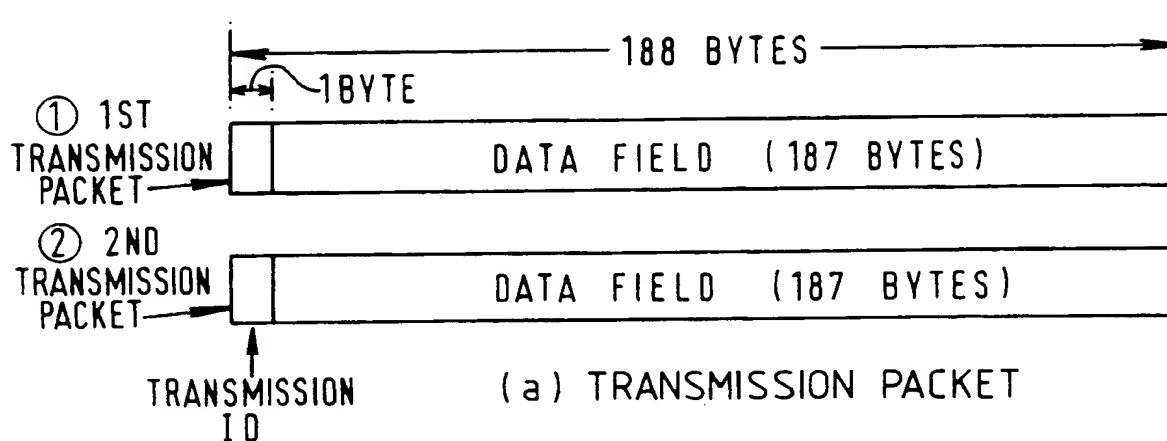 188 BYTES
1BYTE
① 1ST
TRANSMISSION
PACKET
DATA FIELD (187 BYTES)
② 2ND
TRANSMISSION
PACKET
DATA FIELD (187 BYTES)
TRANSMISSION
ID
(a) TRANSMISSION PACKET